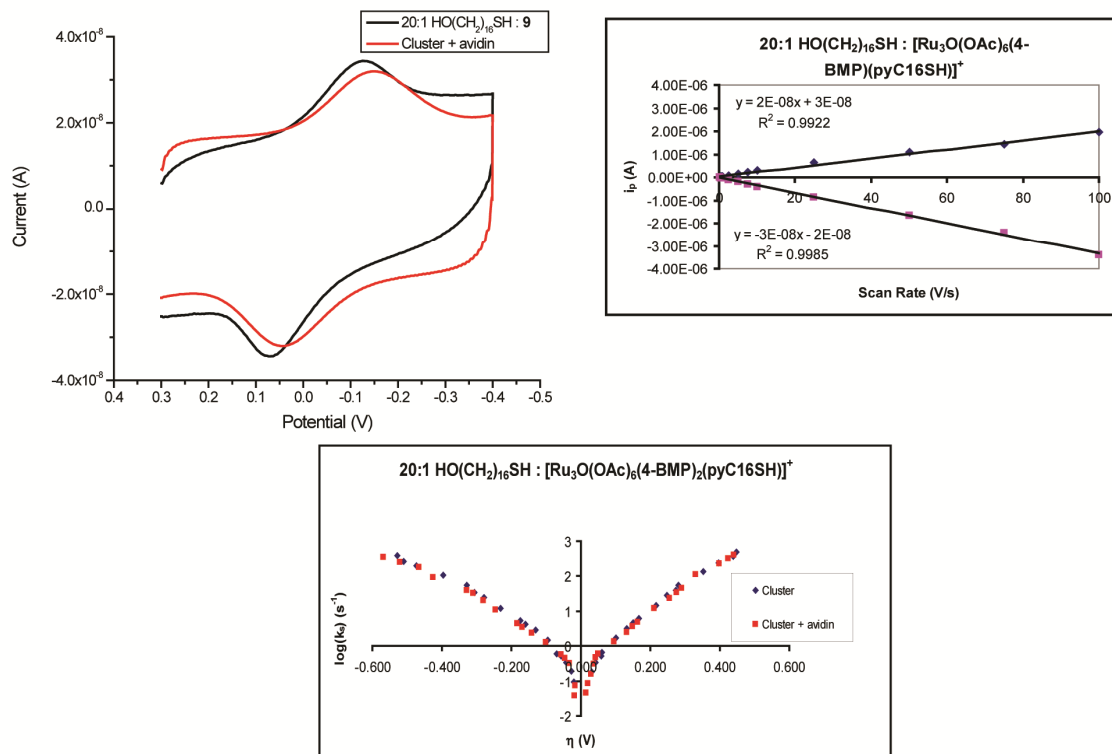 20:1 HO(CH₂)₁₆SH : 9
Cluster + avidin
4.0x10⁻⁸
2.0x10⁻⁸
0.0
-2.0x10⁻⁸
-4.0x10⁻⁸
Current (A)
0.4 0.3 0.2 0.1 0.0 -0.1 -0.2 -0.3 -0.4 -0.5
Potential (V)
20:1 HO(CH₂)₁₆SH : [Ru₃O(OAc)₆(4-
BMP)(pyC16SH)]⁺
y = 2E-08x + 3E-08
R² = 0.9922
4.00E-06
3.00E-06
2.00E-06
1.00E-06
0.00E+00
-1.00E-06
-2.00E-06
-3.00E-06
-4.00E-06
iₚ (A)
0 20 40 60 80 100
y = -3E-08x - 2E-08
R² = 0.9985
Scan Rate (V/s)
20:1 HO(CH₂)₁₆SH : [Ru₃O(OAc)₆(4-BMP)₂(pyC16SH)]⁺
3
2
1
0
-1
-2
log(kₛ) (s⁻¹)
-0.600 -0.400 -0.200 0.000 0.200 0.400 0.600
Cluster
Cluster + avidin
η (V)